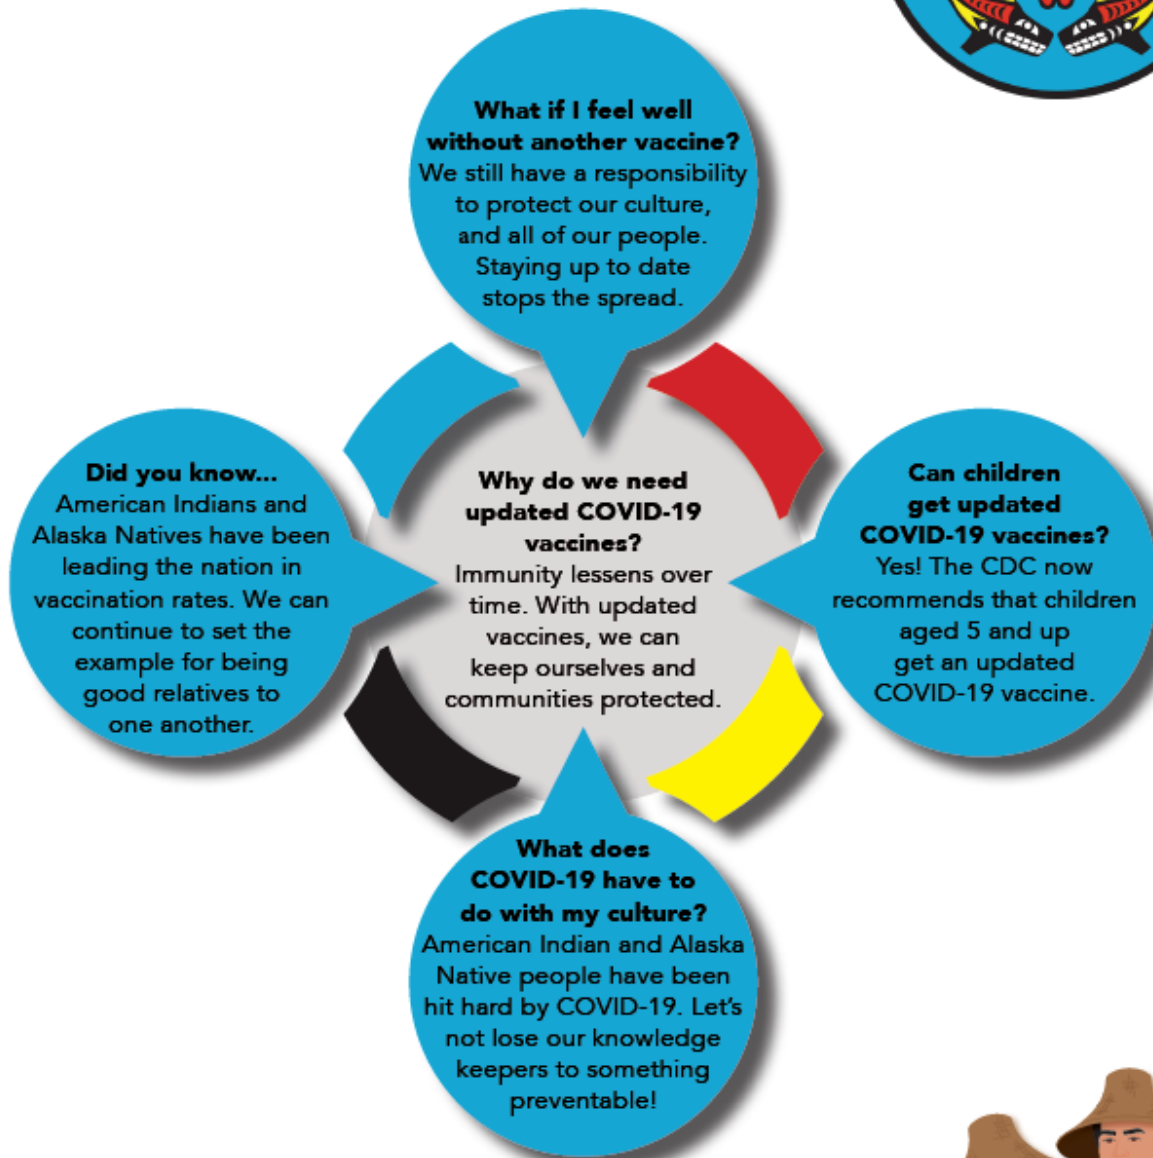 What if I feel well
without another vaccine?
We still have a responsibility
to protect our culture,
and all of our people.
Staying up to date
stops the spread.
Did you know...
American Indians and
Alaska Natives have been
leading the nation in
vaccination rates. We can
continue to set the
example for being
good relatives to
one another.
Why do we need
updated COVID-19
vaccines?
Immunity lessens over
time. With updated
vaccines, we can
keep ourselves and
communities protected.
Can children
get updated
COVID-19 vaccines?
Yes! The CDC now
recommends that children
aged 5 and up
get an updated
COVID-19 vaccine.
What does
COVID-19 have to
do with my culture?
American Indian and Alaska
Native people have been
hit hard by COVID-19. Let's
not lose our knowledge
keepers to something
preventable!